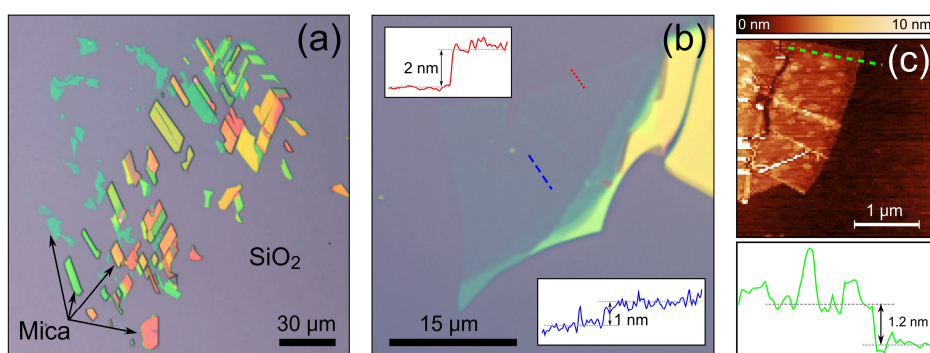 (a)
SiO2
Mica
30 µm
(b)
2 nm
1 nm
15 µm
0 nm
10 nm
(c)
1 µm
1.2 nm